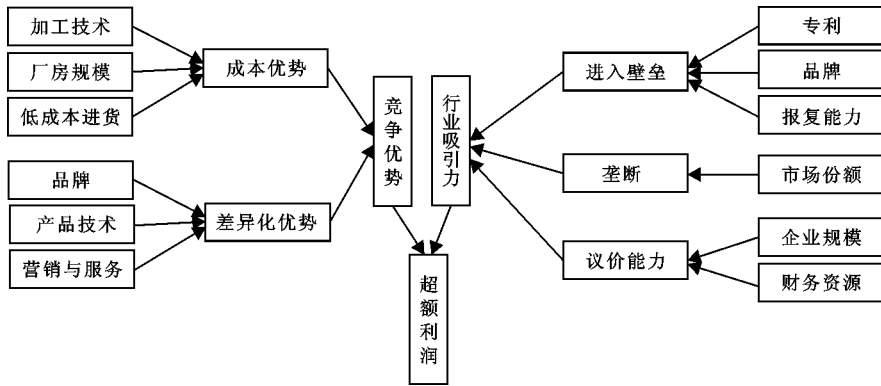 加工技术
厂房规模
低成本进货
成本优势
品牌
产品技术
营销与服务
差异化优势
竞争优势
行业吸引力
超额利润
进入壁垒
垄断
议价能力
专利
品牌
报复能力
市场份额
企业规模
财务资源